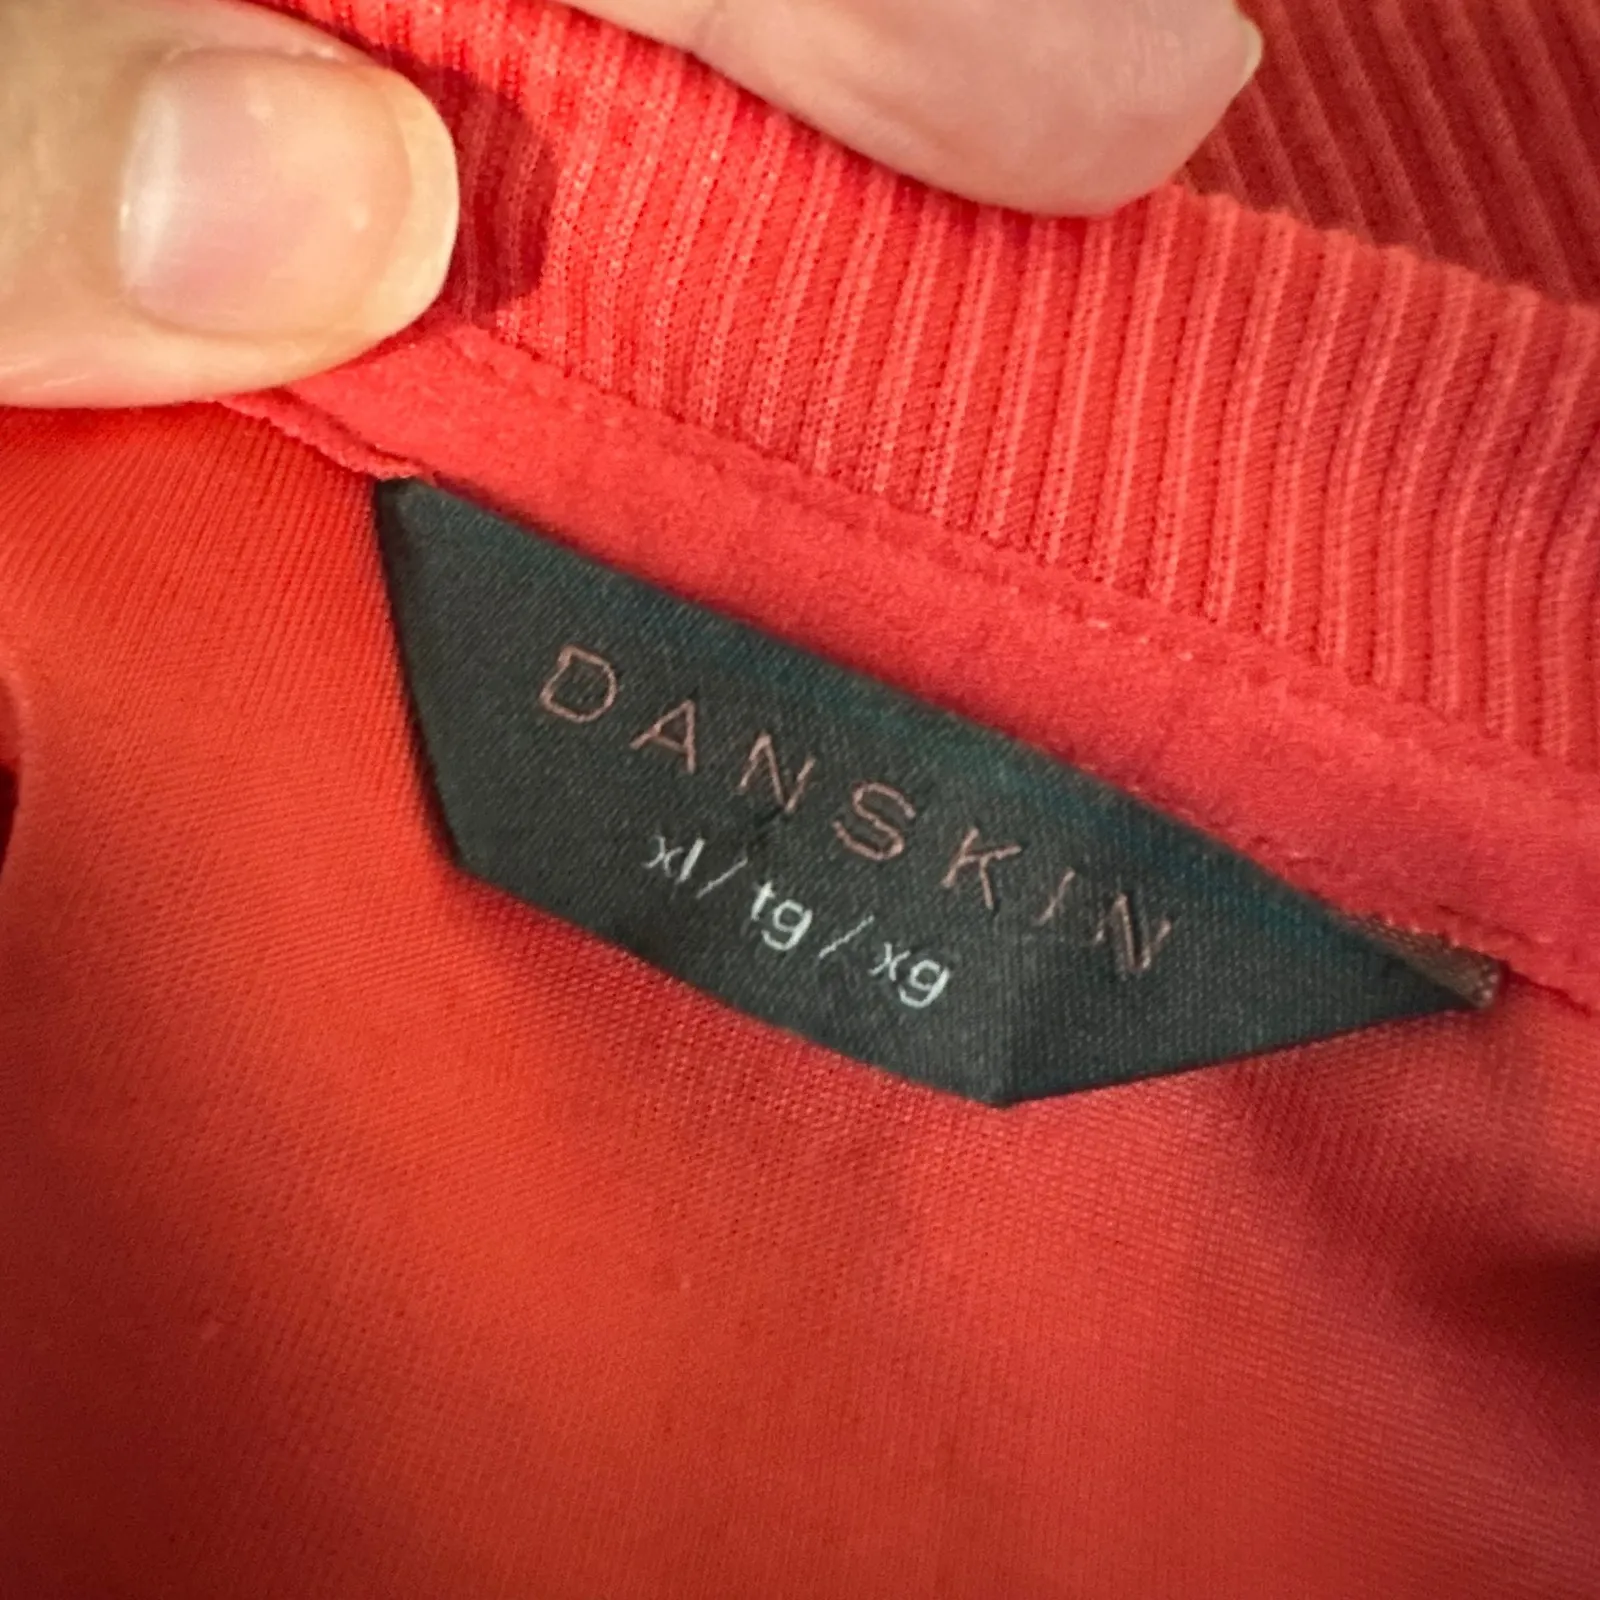 DANSKIN
xl / tg / xg